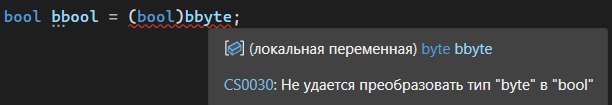 bool bbool = (bool)bbyte;
(локальная переменная) byte bbyte
CS0030: Не удается преобразовать тип "byte" в "bool"